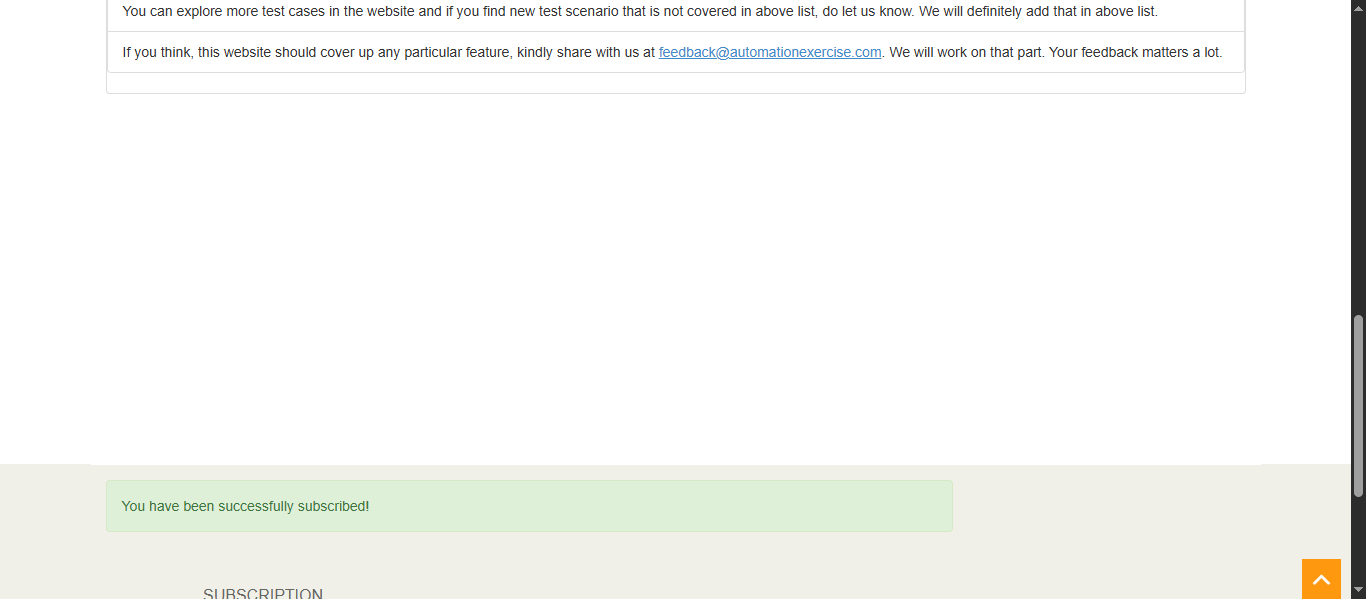 You can explore more test cases in the website and if you find new test scenario that is not covered in above list, do let us know. We will definitely add that in above list.
If you think, this website should cover up any particular feature, kindly share with us at feedback@automationexercise.com. We will work on that part. Your feedback matters a lot.
You have been successfully subscribed!
SUBSCRIPTION